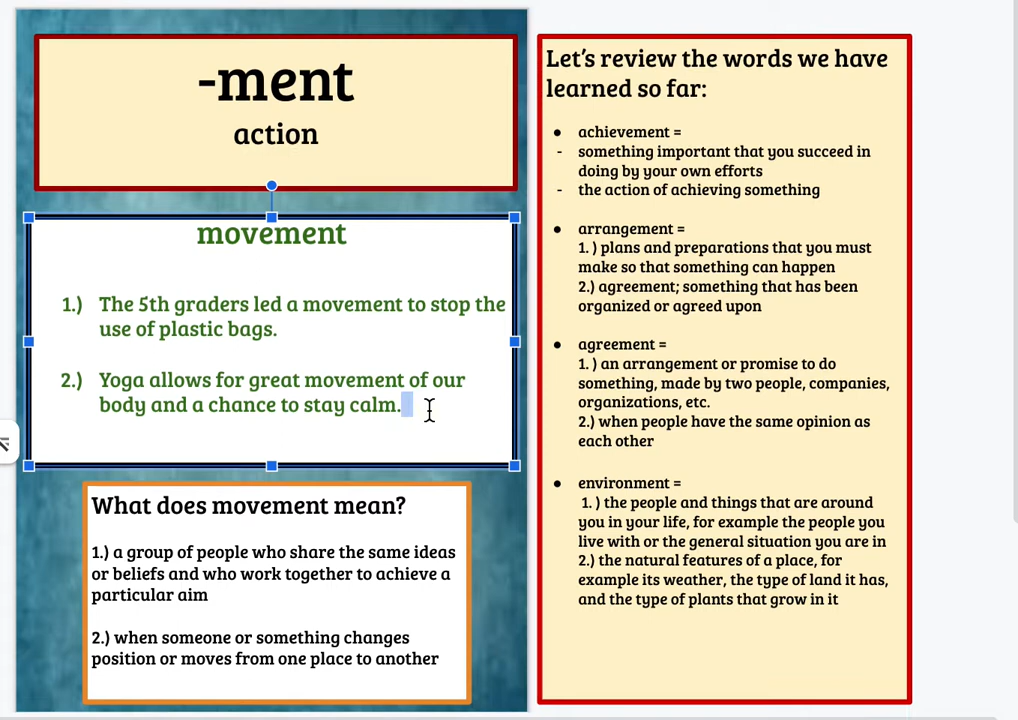 -ment
action
movement
1.) The 5th graders led a movement to stop the
use of plastic bags.
2.) Yoga allows for great movement of our
body and a chance to stay calm.
What does movement mean?
1.) a group of people who share the same ideas
or beliefs and who work together to achieve a
particular aim
2.) when someone or something changes
position or moves from one place to another
Let's review the words we have
learned so far:
● achievement =
- something important that you succeed in
doing by your own efforts
- the action of achieving something
● arrangement =
1. ) plans and preparations that you must
make so that something can happen
2.) agreement; something that has been
organized or agreed upon
● agreement =
1. ) an arrangement or promise to do
something, made by two people, companies,
organizations, etc.
2.) when people have the same opinion as
each other
● environment =
1. ) the people and things that are around
you in your life, for example the people you
live with or the general situation you are in
2.) the natural features of a place, for
example its weather, the type of land it has,
and the type of plants that grow in it